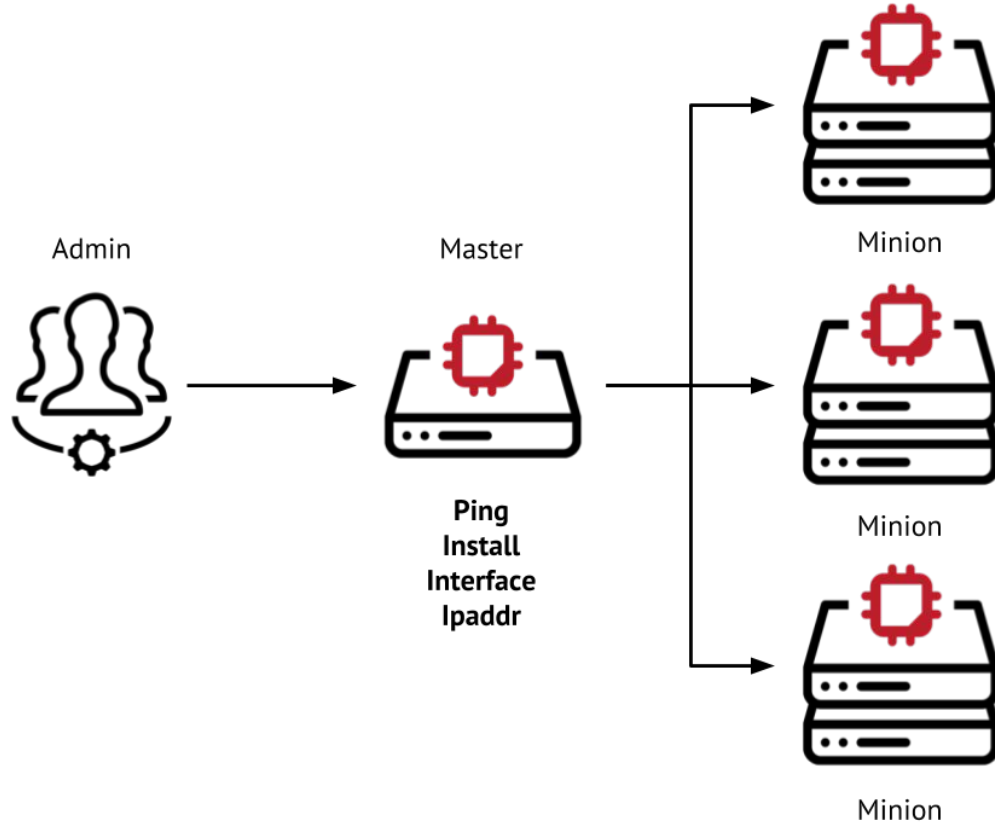 Admin
Master
Ping
Install
Interface
Ipaddr
Minion
Minion
Minion